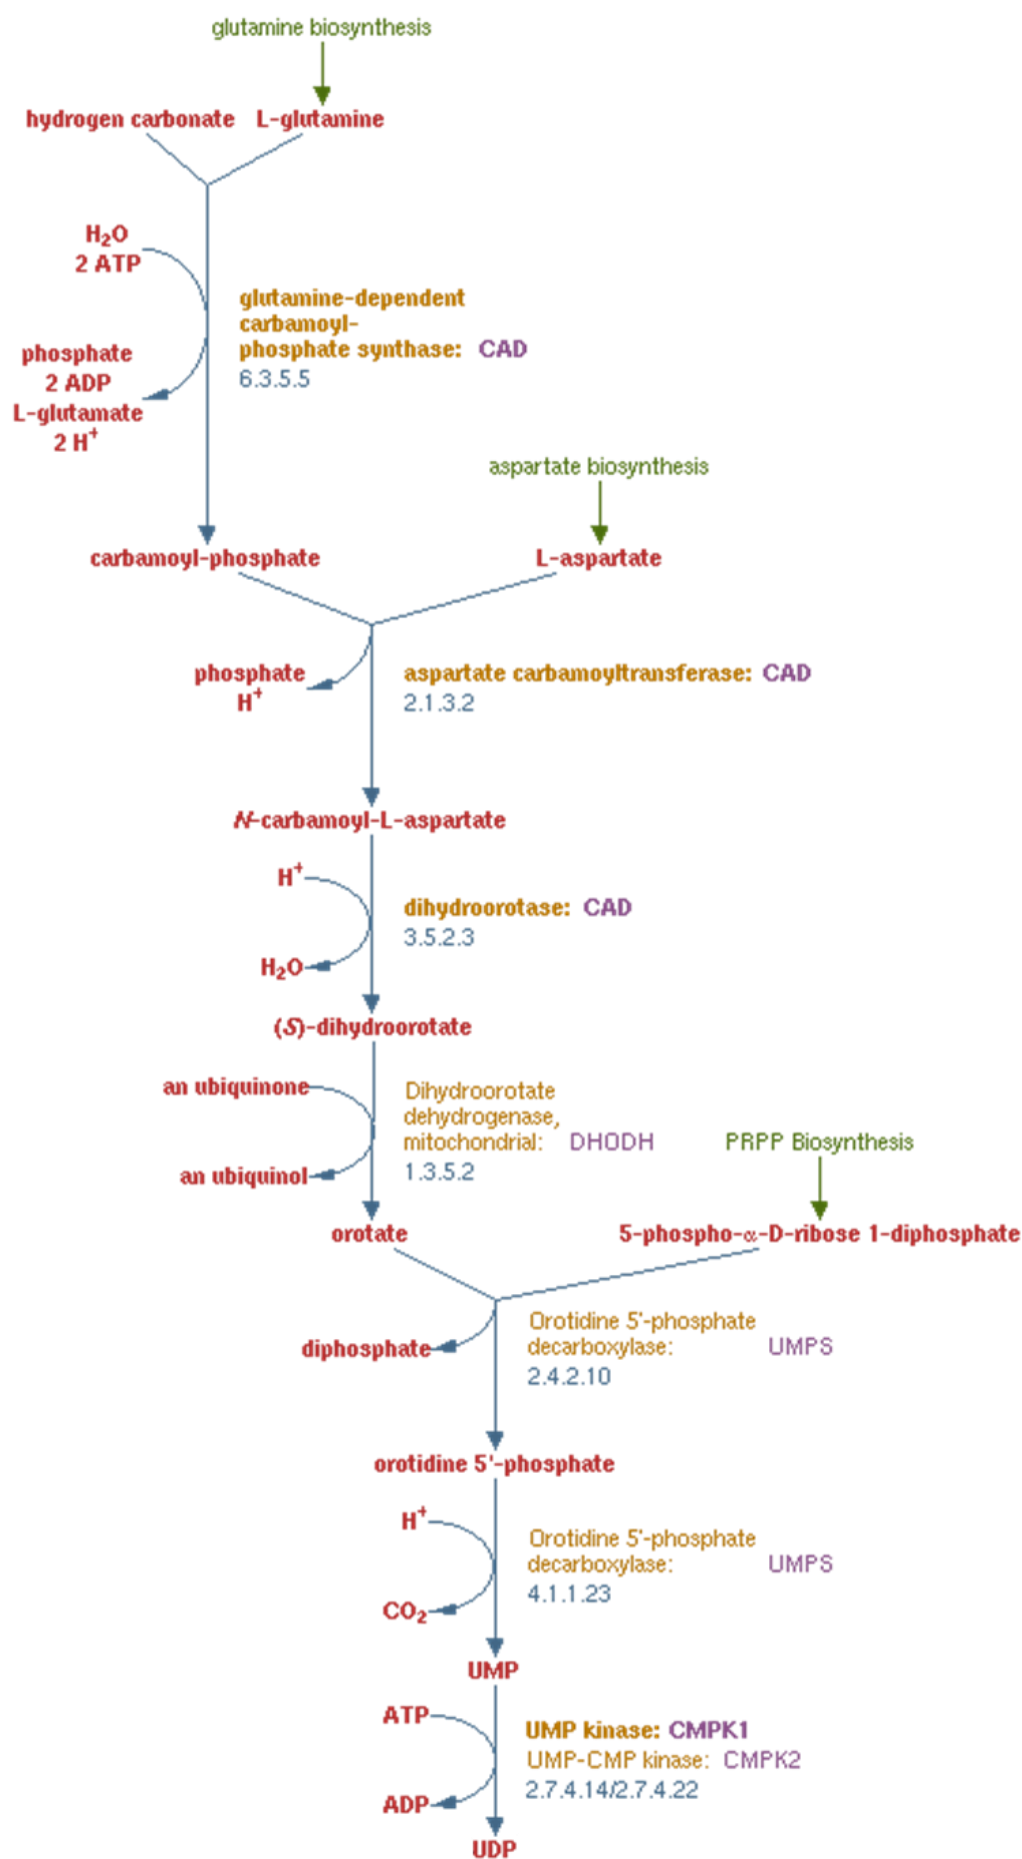 glutamine biosynthesis
hydrogen carbonate L-glutamine
H₂O
2 ATP
glutamine-dependent
carbamoyl-
phosphate synthase: CAD
6.3.5.5
phosphate
2 ADP
L-glutamate
2 H⁺
aspartate biosynthesis
carbamoyl-phosphate L-aspartate
phosphate
H⁺
aspartate carbamoyltransferase: CAD
2.1.3.2
N-carbamoyl-L-aspartate
H⁺
dihydroorotase: CAD
3.5.2.3
H₂O
(S)-dihydroorotate
an ubiquinone
Dihydroorotate
dehydrogenase,
mitochondrial: DHODH
1.3.5.2
an ubiquinol
PRPP Biosynthesis
orotate 5-phospho-α-D-ribose 1-diphosphate
diphosphate
Orotidine 5'-phosphate
decarboxylase: UMPS
2.4.2.10
orotidine 5'-phosphate
H⁺
Orotidine 5'-phosphate
decarboxylase: UMPS
4.1.1.23
CO₂
UMP
ATP
UMP kinase: CMPK1
UMP-CMP kinase: CMPK2
2.7.4.14/2.7.4.22
ADP
UDP